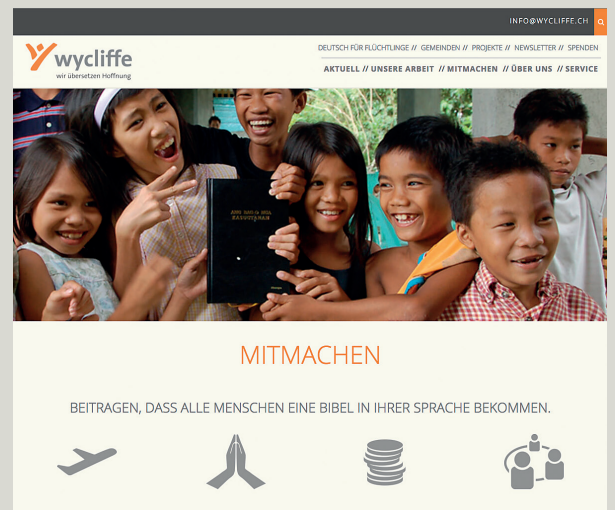 INFO@WYCLIFFE.CH
wycliffe
wir übersetzen Hoffnung
DEUTSCH FÜR FLÜCHTLINGE // GEMEINDEN // PROJEKTE // NEWSLETTER // SPENDEN
AKTUELL // UNSERE ARBEIT // MITMACHEN // ÜBER UNS // SERVICE
MITMACHEN
BEITRAGEN, DASS ALLE MENSCHEN EINE BIBEL IN IHRER SPRACHE BEKOMMEN.